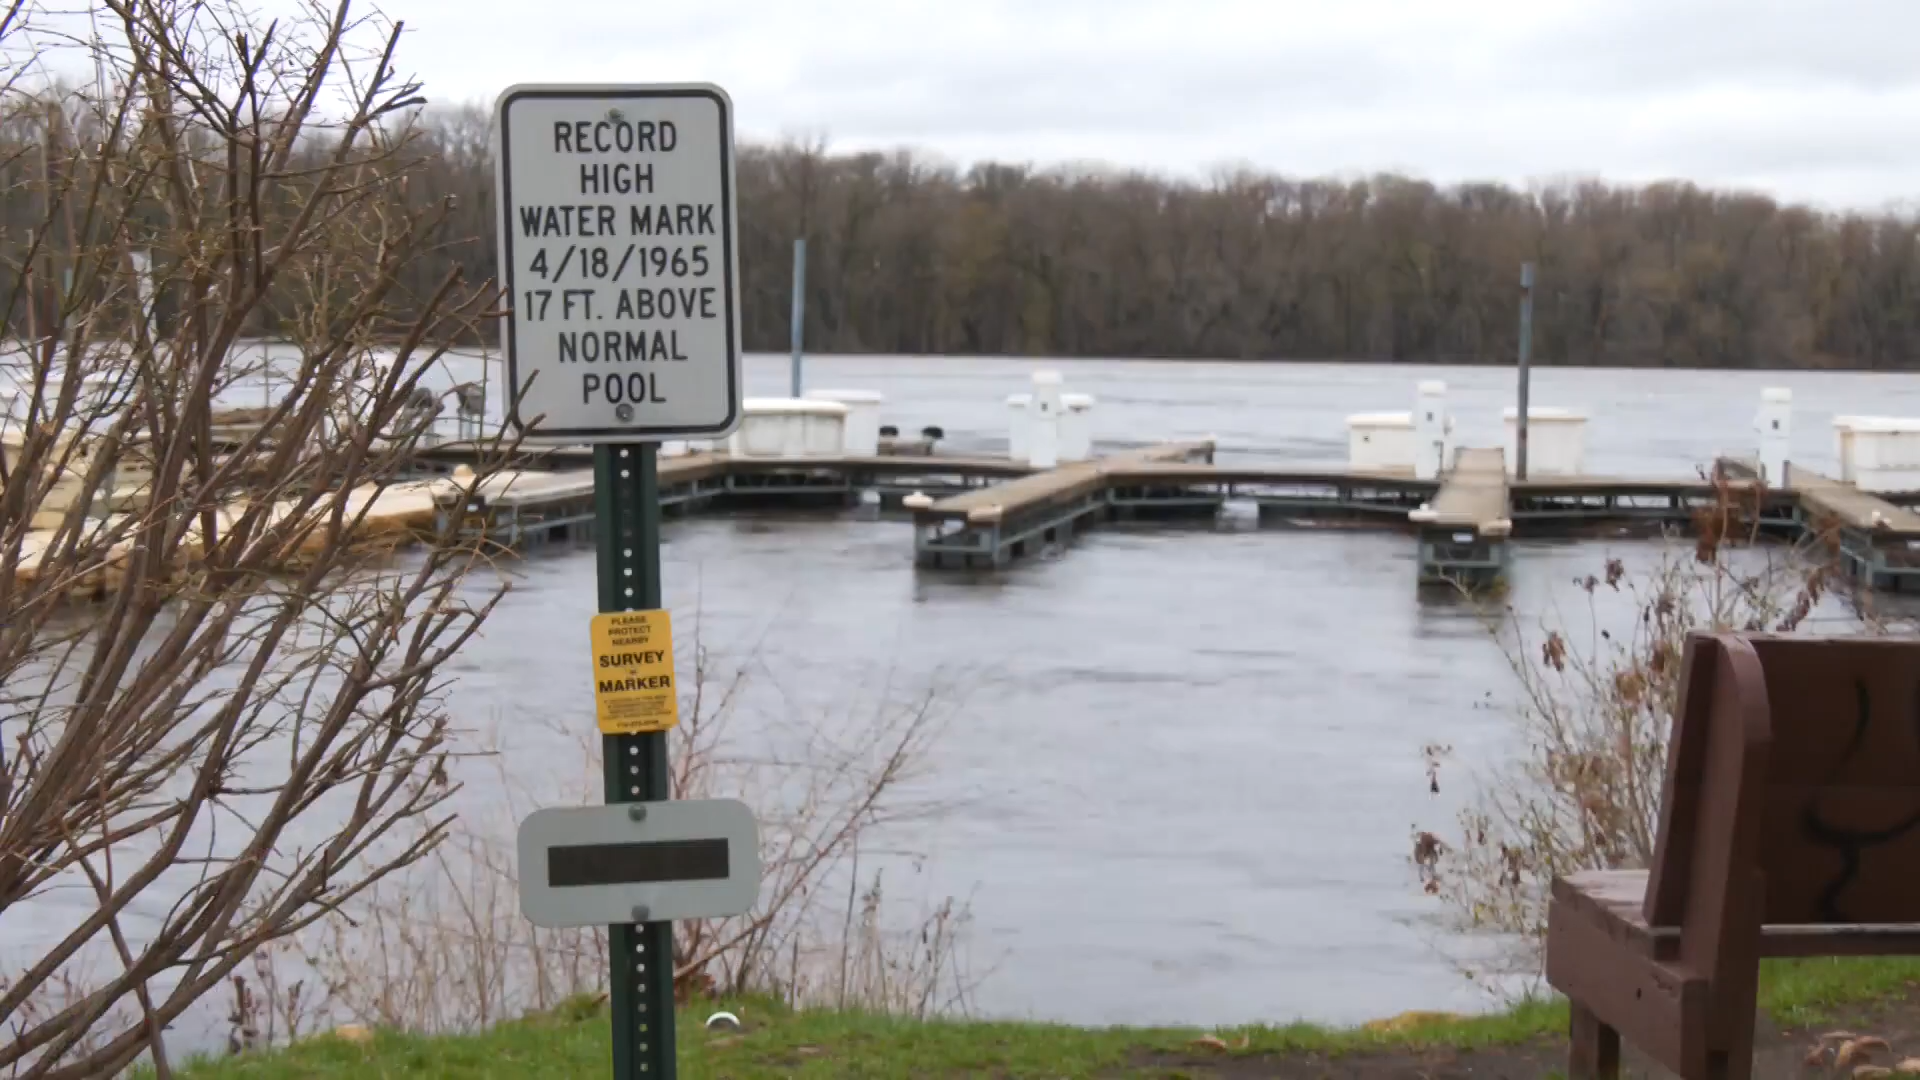 RECORD
HIGH
WATER MARK
4/18/1965
17 FT. ABOVE
NORMAL
POOL
PLEASE
PROTECT
NEARBY
SURVEY
MARKER